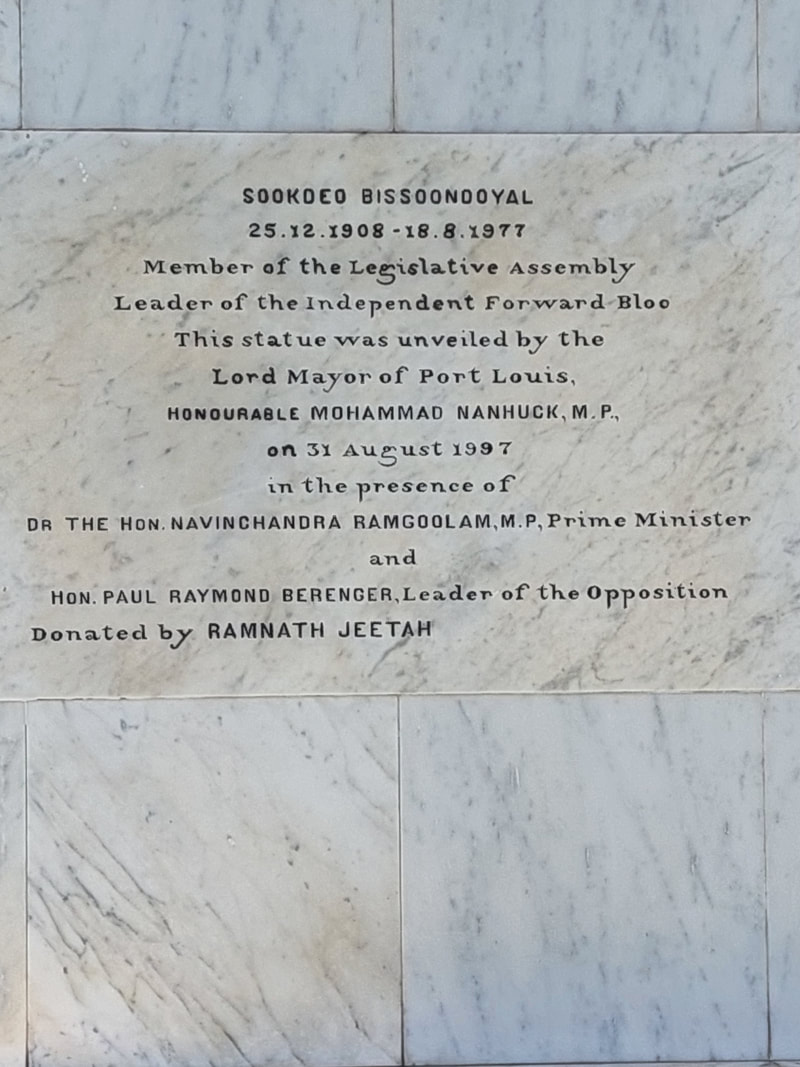 SOOKDEO BISSOONDOYAL
25.12.1908-18.8.1977
Member of the Legislative Assembly
Leader of the Independent Forward Bloc
This statue was unveiled by the
Lord Mayor of Port Louis,
HONOURABLE MOHAMMAD NANHUCK, M.P.,
on 31 August 1997
in the presence of
DR THE HON. NAVINCHANDRA RAMGOOLAM, M.P, Prime Minister
and
HON. PAUL RAYMOND BERENGER, Leader of the Opposition
Donated by RAMNATH JEETAH